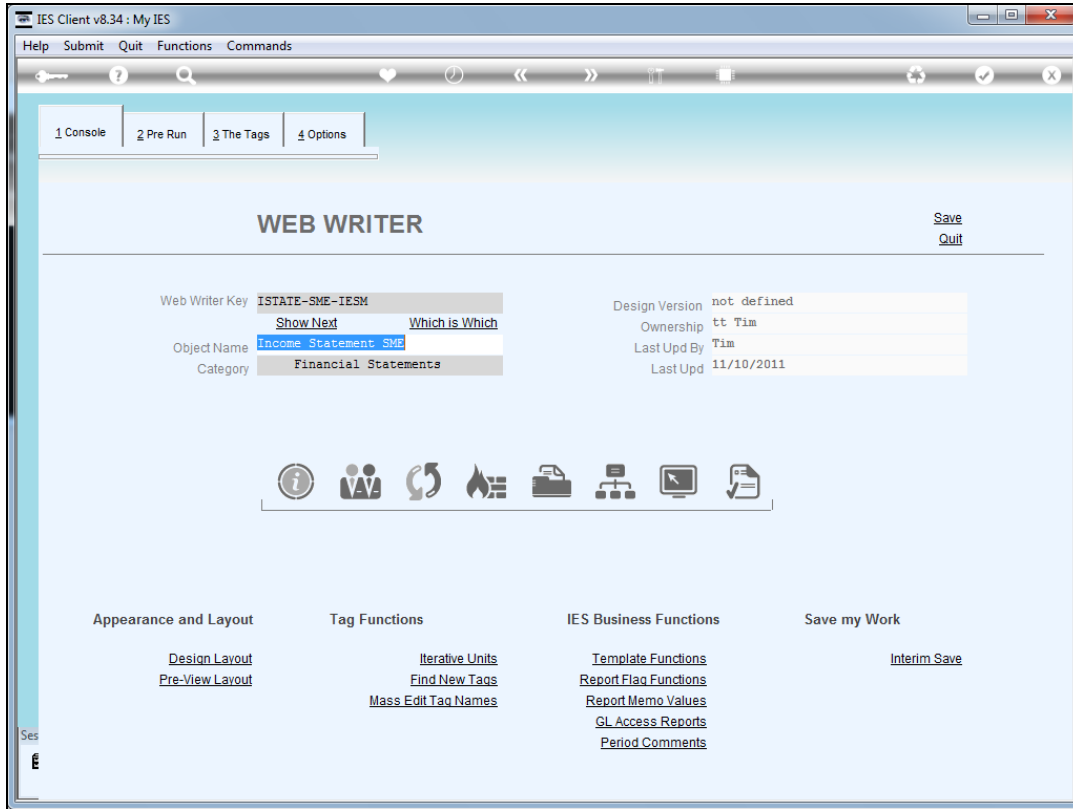 IES Client v8.34 : My IES
Help Submit Quit Functions Commands
1 Console 2 Pre Run 3 The Tags 4 Options
WEB WRITER
Save
Quit
Web Writer Key ISTATE-SME-IESM Design Version not defined
Show Next Which is Which Ownership tt Tim
Object Name Income Statement SME Last Upd By Tim
Category Financial Statements Last Upd 11/10/2011
Appearance and Layout Tag Functions IES Business Functions Save my Work
Design Layout Iterative Units Template Functions Interim Save
Pre-View Layout Find New Tags Report Flag Functions
Mass Edit Tag Names Report Memo Values
GL Access Reports
Period Comments
Ses